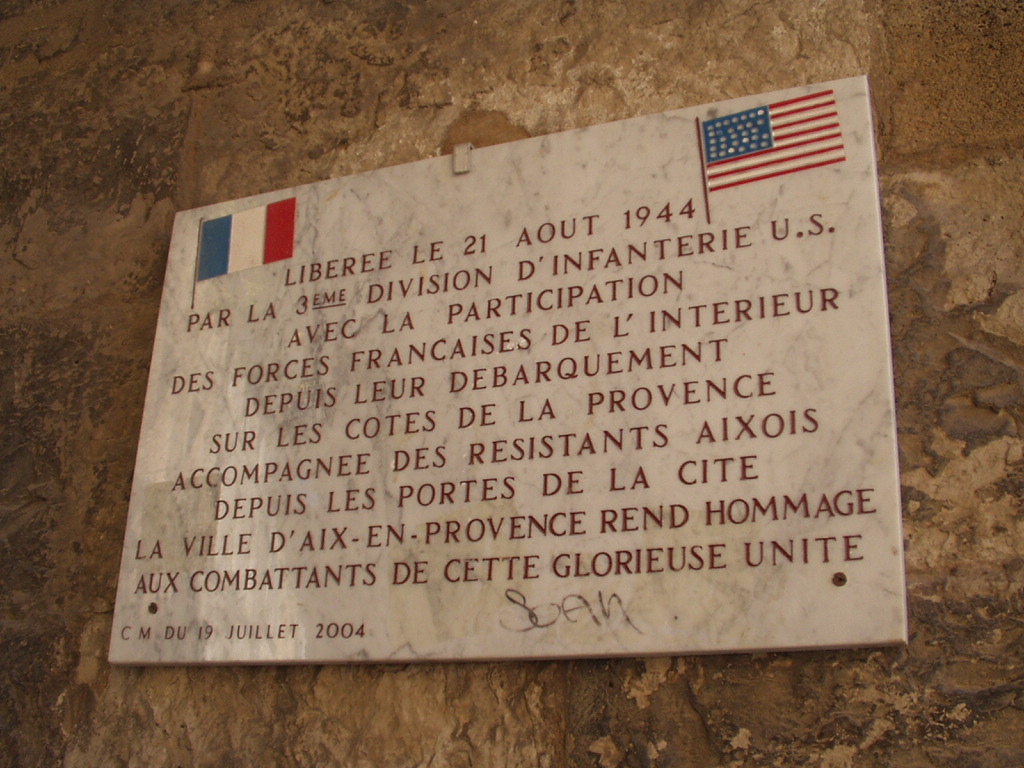 LIBEREE LE 21 AOUT 1944
PAR LA 3EME DIVISION D'INFANTERIE U.S.
AVEC LA PARTICIPATION
DES FORCES FRANCAISES DE L'INTERIEUR
DEPUIS LEUR DEBARQUEMENT
SUR LES COTES DE LA PROVENCE
ACCOMPAGNEE DES RESISTANTS AIXOIS
DEPUIS LES PORTES DE LA CITE
LA VILLE D'AIX-EN-PROVENCE REND HOMMAGE
AUX COMBATTANTS DE CETTE GLORIEUSE UNITE
C M DU 19 JUILLET 2004